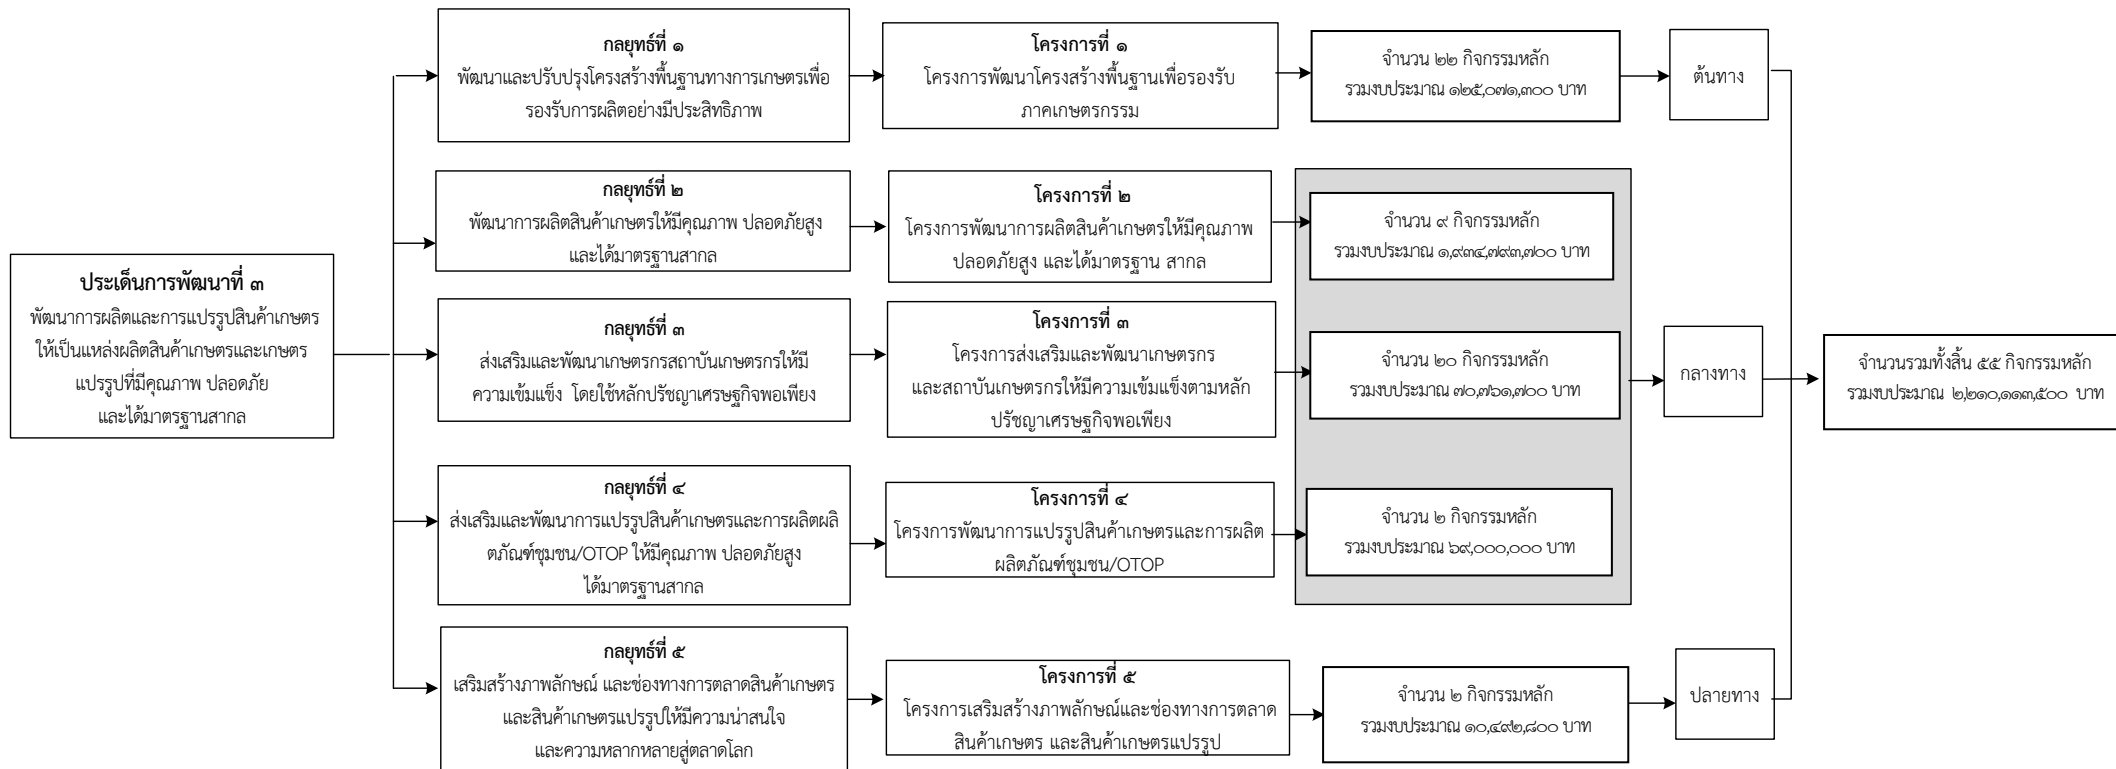 ประเด็นการพัฒนาที่ ๓
พัฒนาการผลิตและการแปรรูปสินค้าเกษตร
ให้เป็นแหล่งผลิตสินค้าเกษตรและเกษตร
แปรรูปที่มีคุณภาพ ปลอดภัย
และได้มาตรฐานสากล
กลยุทธ์ที่ ๑
พัฒนาและปรับปรุงโครงสร้างพื้นฐานทางการเกษตรเพื่อ
รองรับการผลิตอย่างมีประสิทธิภาพ
โครงการที่ ๑
โครงการพัฒนาโครงสร้างพื้นฐานเพื่อรองรับ
ภาคเกษตรกรรม
จำนวน ๒๒ กิจกรรมหลัก
รวมงบประมาณ ๑๒๕,๐๗๑,๓๐๐ บาท
ต้นทาง
กลยุทธ์ที่ ๒
พัฒนาการผลิตสินค้าเกษตรให้มีคุณภาพ ปลอดภัยสูง
และได้มาตรฐานสากล
โครงการที่ ๒
โครงการพัฒนาการผลิตสินค้าเกษตรให้มีคุณภาพ
ปลอดภัยสูง และได้มาตรฐาน สากล
จำนวน ๙ กิจกรรมหลัก
รวมงบประมาณ ๑,๙๓๔,๗๙๓,๗๐๐ บาท
กลยุทธ์ที่ ๓
ส่งเสริมและพัฒนาเกษตรกรสถาบันเกษตรกรให้มี
ความเข้มแข็ง โดยใช้หลักปรัชญาเศรษฐกิจพอเพียง
โครงการที่ ๓
โครงการส่งเสริมและพัฒนาเกษตรกร
และสถาบันเกษตรกรให้มีความเข้มแข็งตามหลัก
ปรัชญาเศรษฐกิจพอเพียง
จำนวน ๒๐ กิจกรรมหลัก
รวมงบประมาณ ๗๐,๗๖๑,๗๐๐ บาท
กลางทาง
จำนวนรวมทั้งสิ้น ๕๕ กิจกรรมหลัก
รวมงบประมาณ ๒,๒๑๐,๑๑๓,๕๐๐ บาท
กลยุทธ์ที่ ๔
ส่งเสริมและพัฒนาการแปรรูปสินค้าเกษตรและการผลิตผลิ
ตภัณฑ์ชุมชน/OTOP ให้มีคุณภาพ ปลอดภัยสูง
ได้มาตรฐานสากล
โครงการที่ ๔
โครงการพัฒนาการแปรรูปสินค้าเกษตรและการผลิต
ผลิตภัณฑ์ชุมชน/OTOP
จำนวน ๒ กิจกรรมหลัก
รวมงบประมาณ ๖๙,๐๐๐,๐๐๐ บาท
กลยุทธ์ที่ ๕
เสริมสร้างภาพลักษณ์ และช่องทางการตลาดสินค้าเกษตร
และสินค้าเกษตรแปรรูปให้มีความน่าสนใจ
และความหลากหลายสู่ตลาดโลก
โครงการที่ ๕
โครงการเสริมสร้างภาพลักษณ์และช่องทางการตลาด
สินค้าเกษตร และสินค้าเกษตรแปรรูป
จำนวน ๒ กิจกรรมหลัก
รวมงบประมาณ ๑๐,๔๙๒,๘๐๐ บาท
ปลายทาง